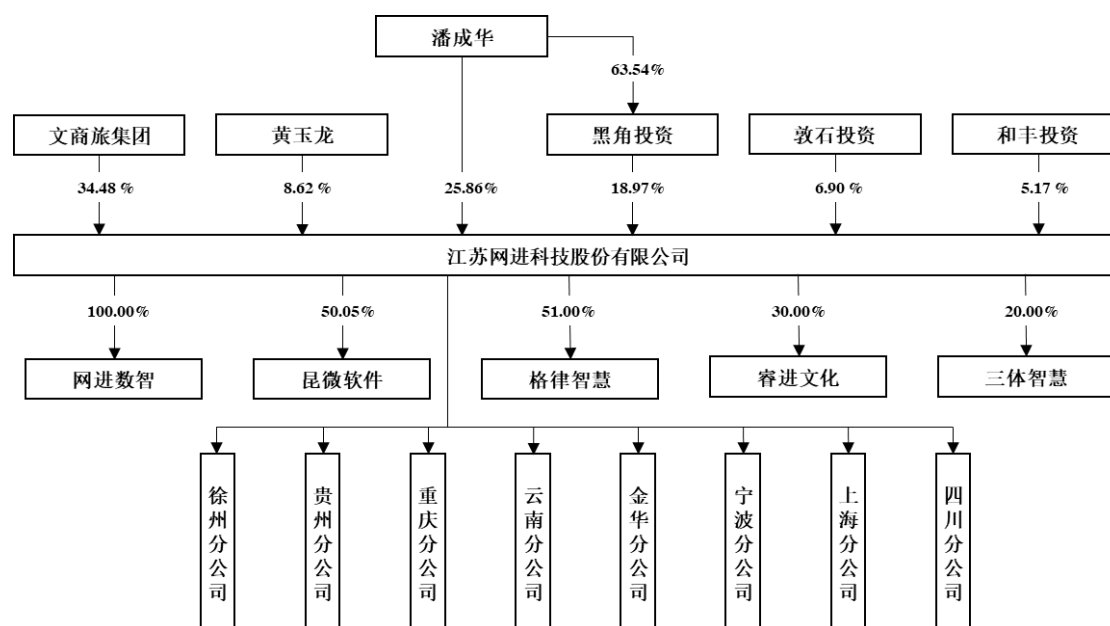 潘成华
63.54%
文商旅集团
黄玉龙
黑角投资
敦石投资
和丰投资
34.48 %
8.62 %
25.86%
18.97%
6.90 %
5.17 %
江苏网进科技股份有限公司
100.00%
50.05%
51.00%
30.00%
20.00%
网进数智
昆微软件
格律智慧
睿进文化
三体智慧
徐州分公司
贵州分公司
重庆分公司
云南分公司
金华分公司
宁波分公司
上海分公司
四川分公司